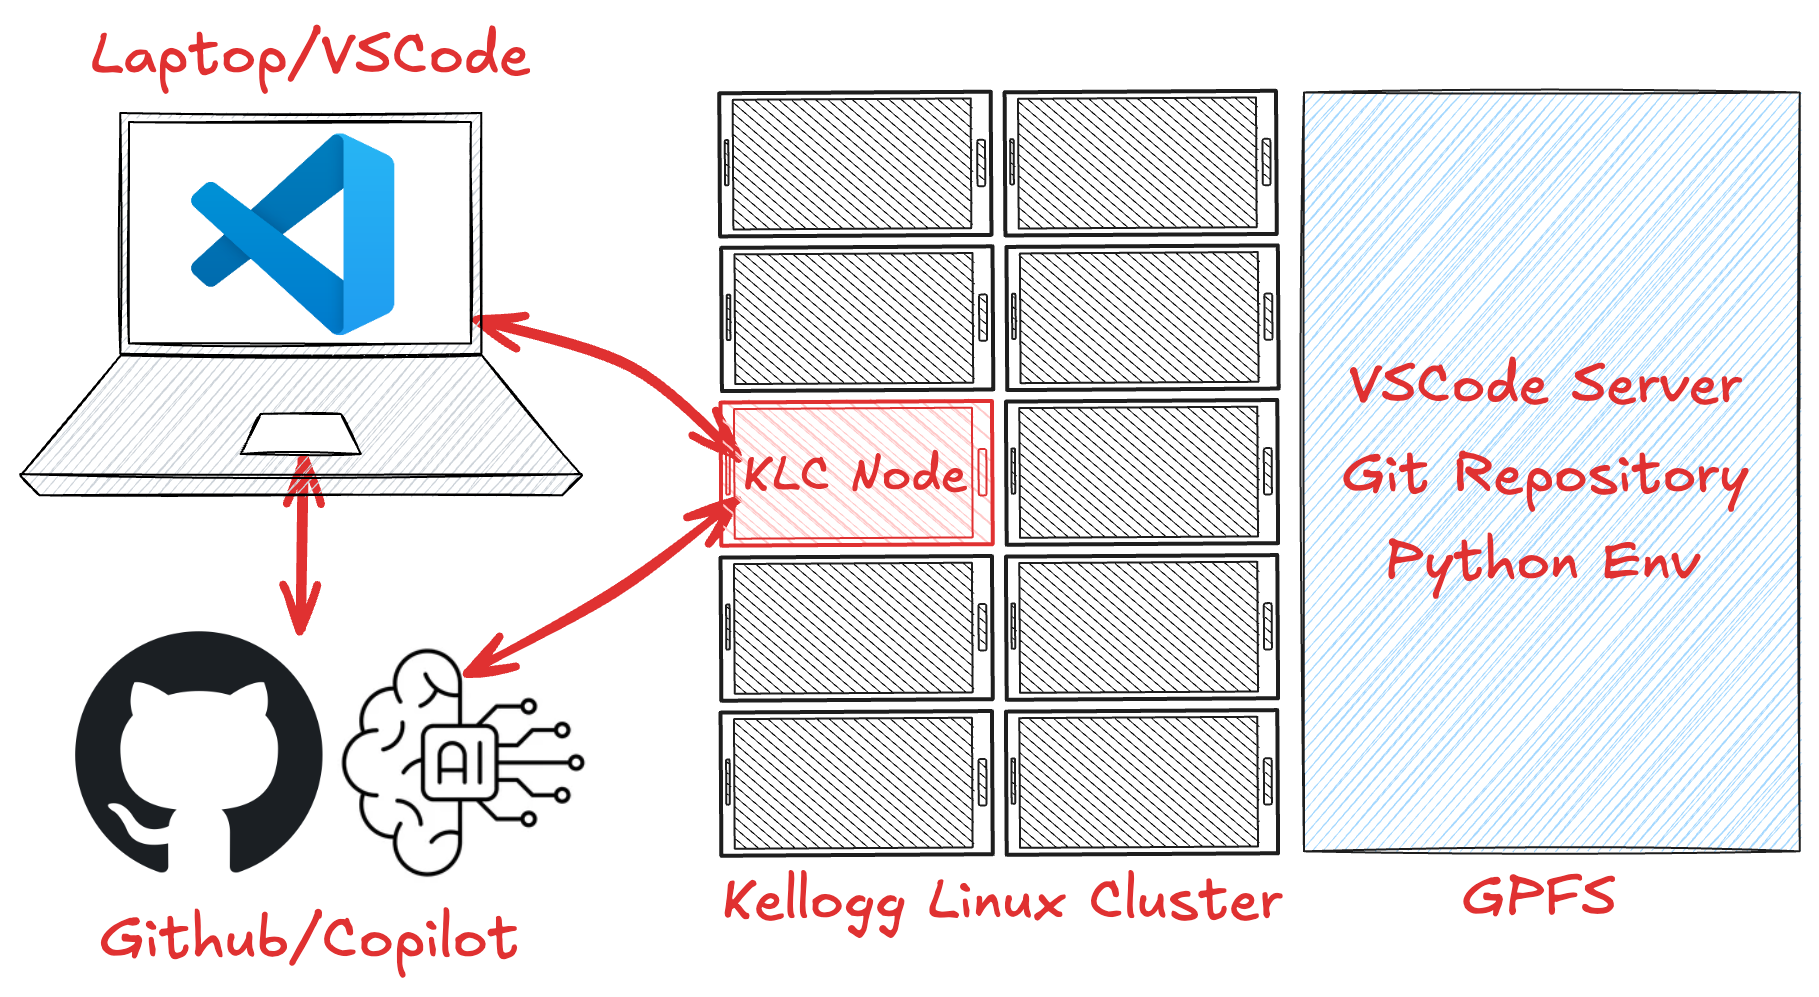 Laptop/VSCode
KLC Node
VSCode Server
Git Repository
Python Env
AI
Kellogg Linux Cluster
GPFS
Github/Copilot